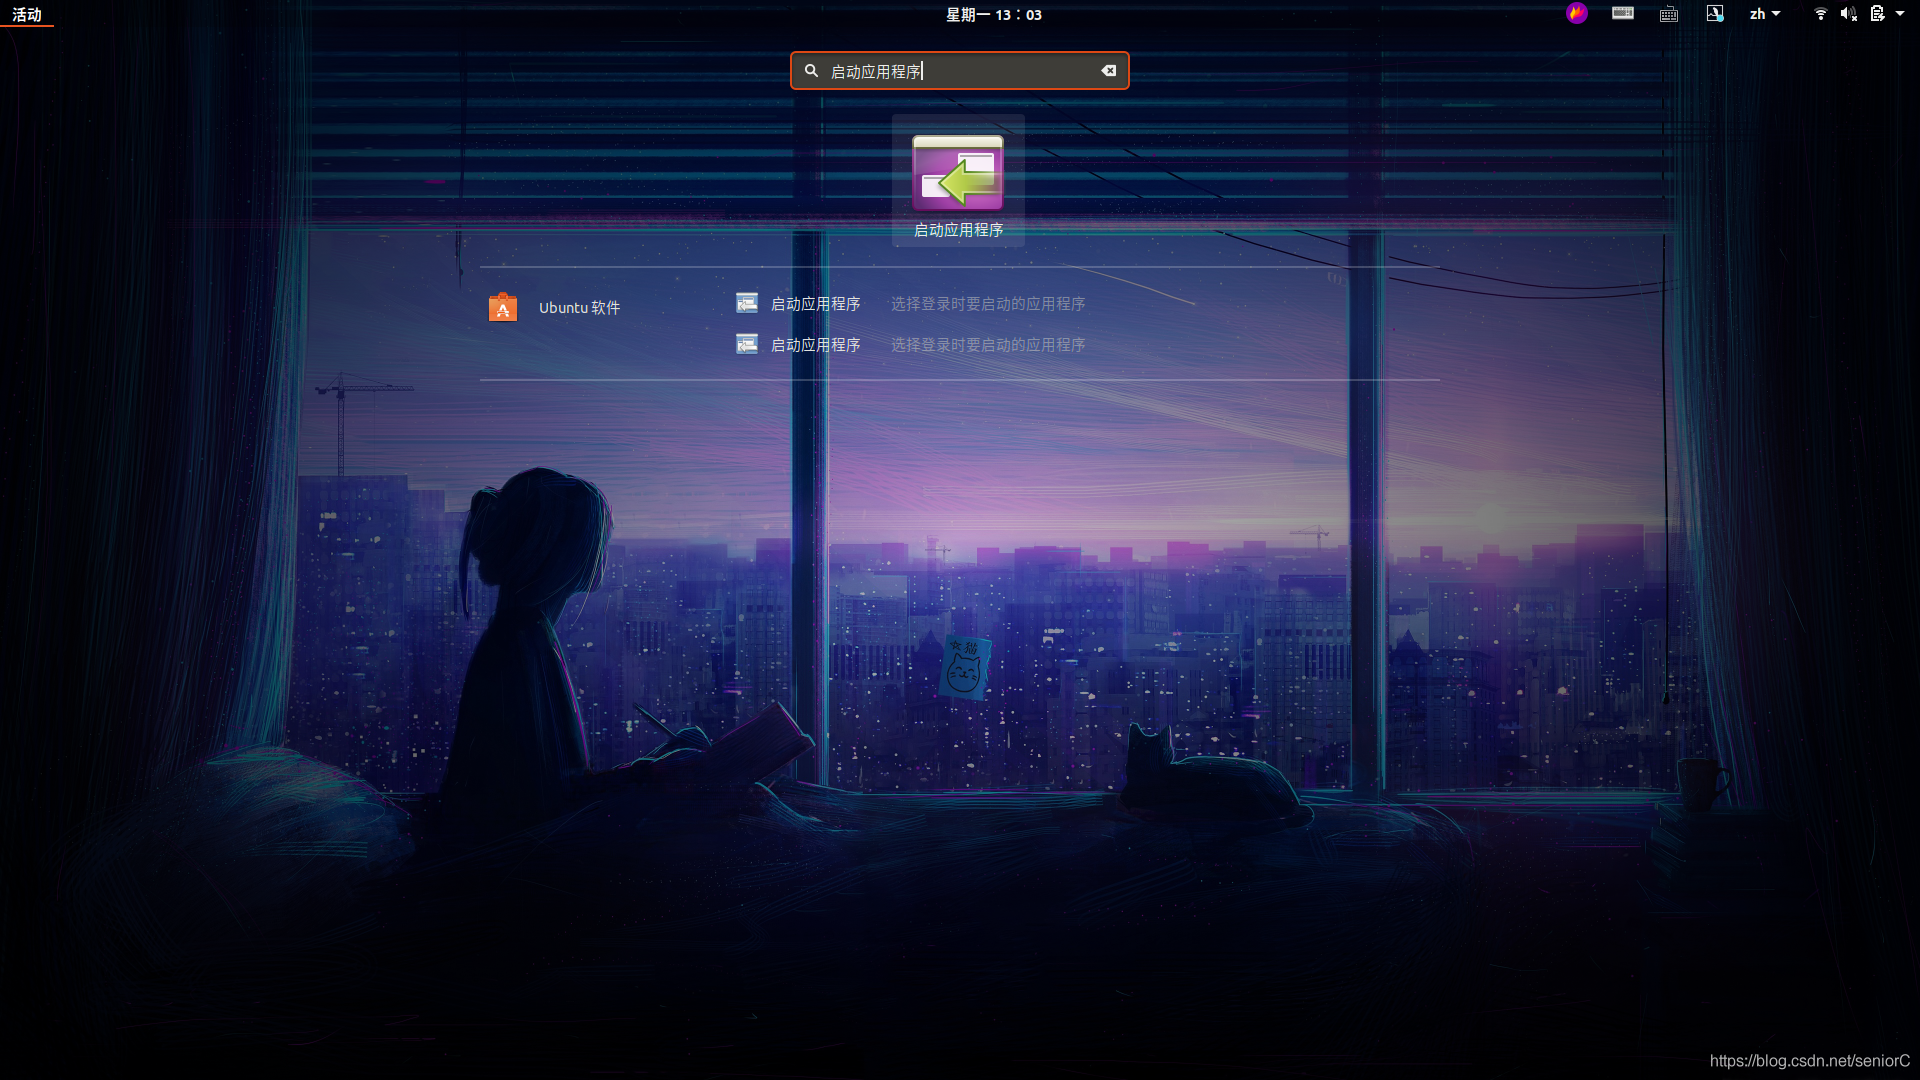 活动
星期一 13：03
zh
启动应用程序
启动应用程序
Ubuntu 软件
启动应用程序 选择登录时要启动的应用程序
启动应用程序 选择登录时要启动的应用程序
猫
https://blog.csdn.net/seniorC